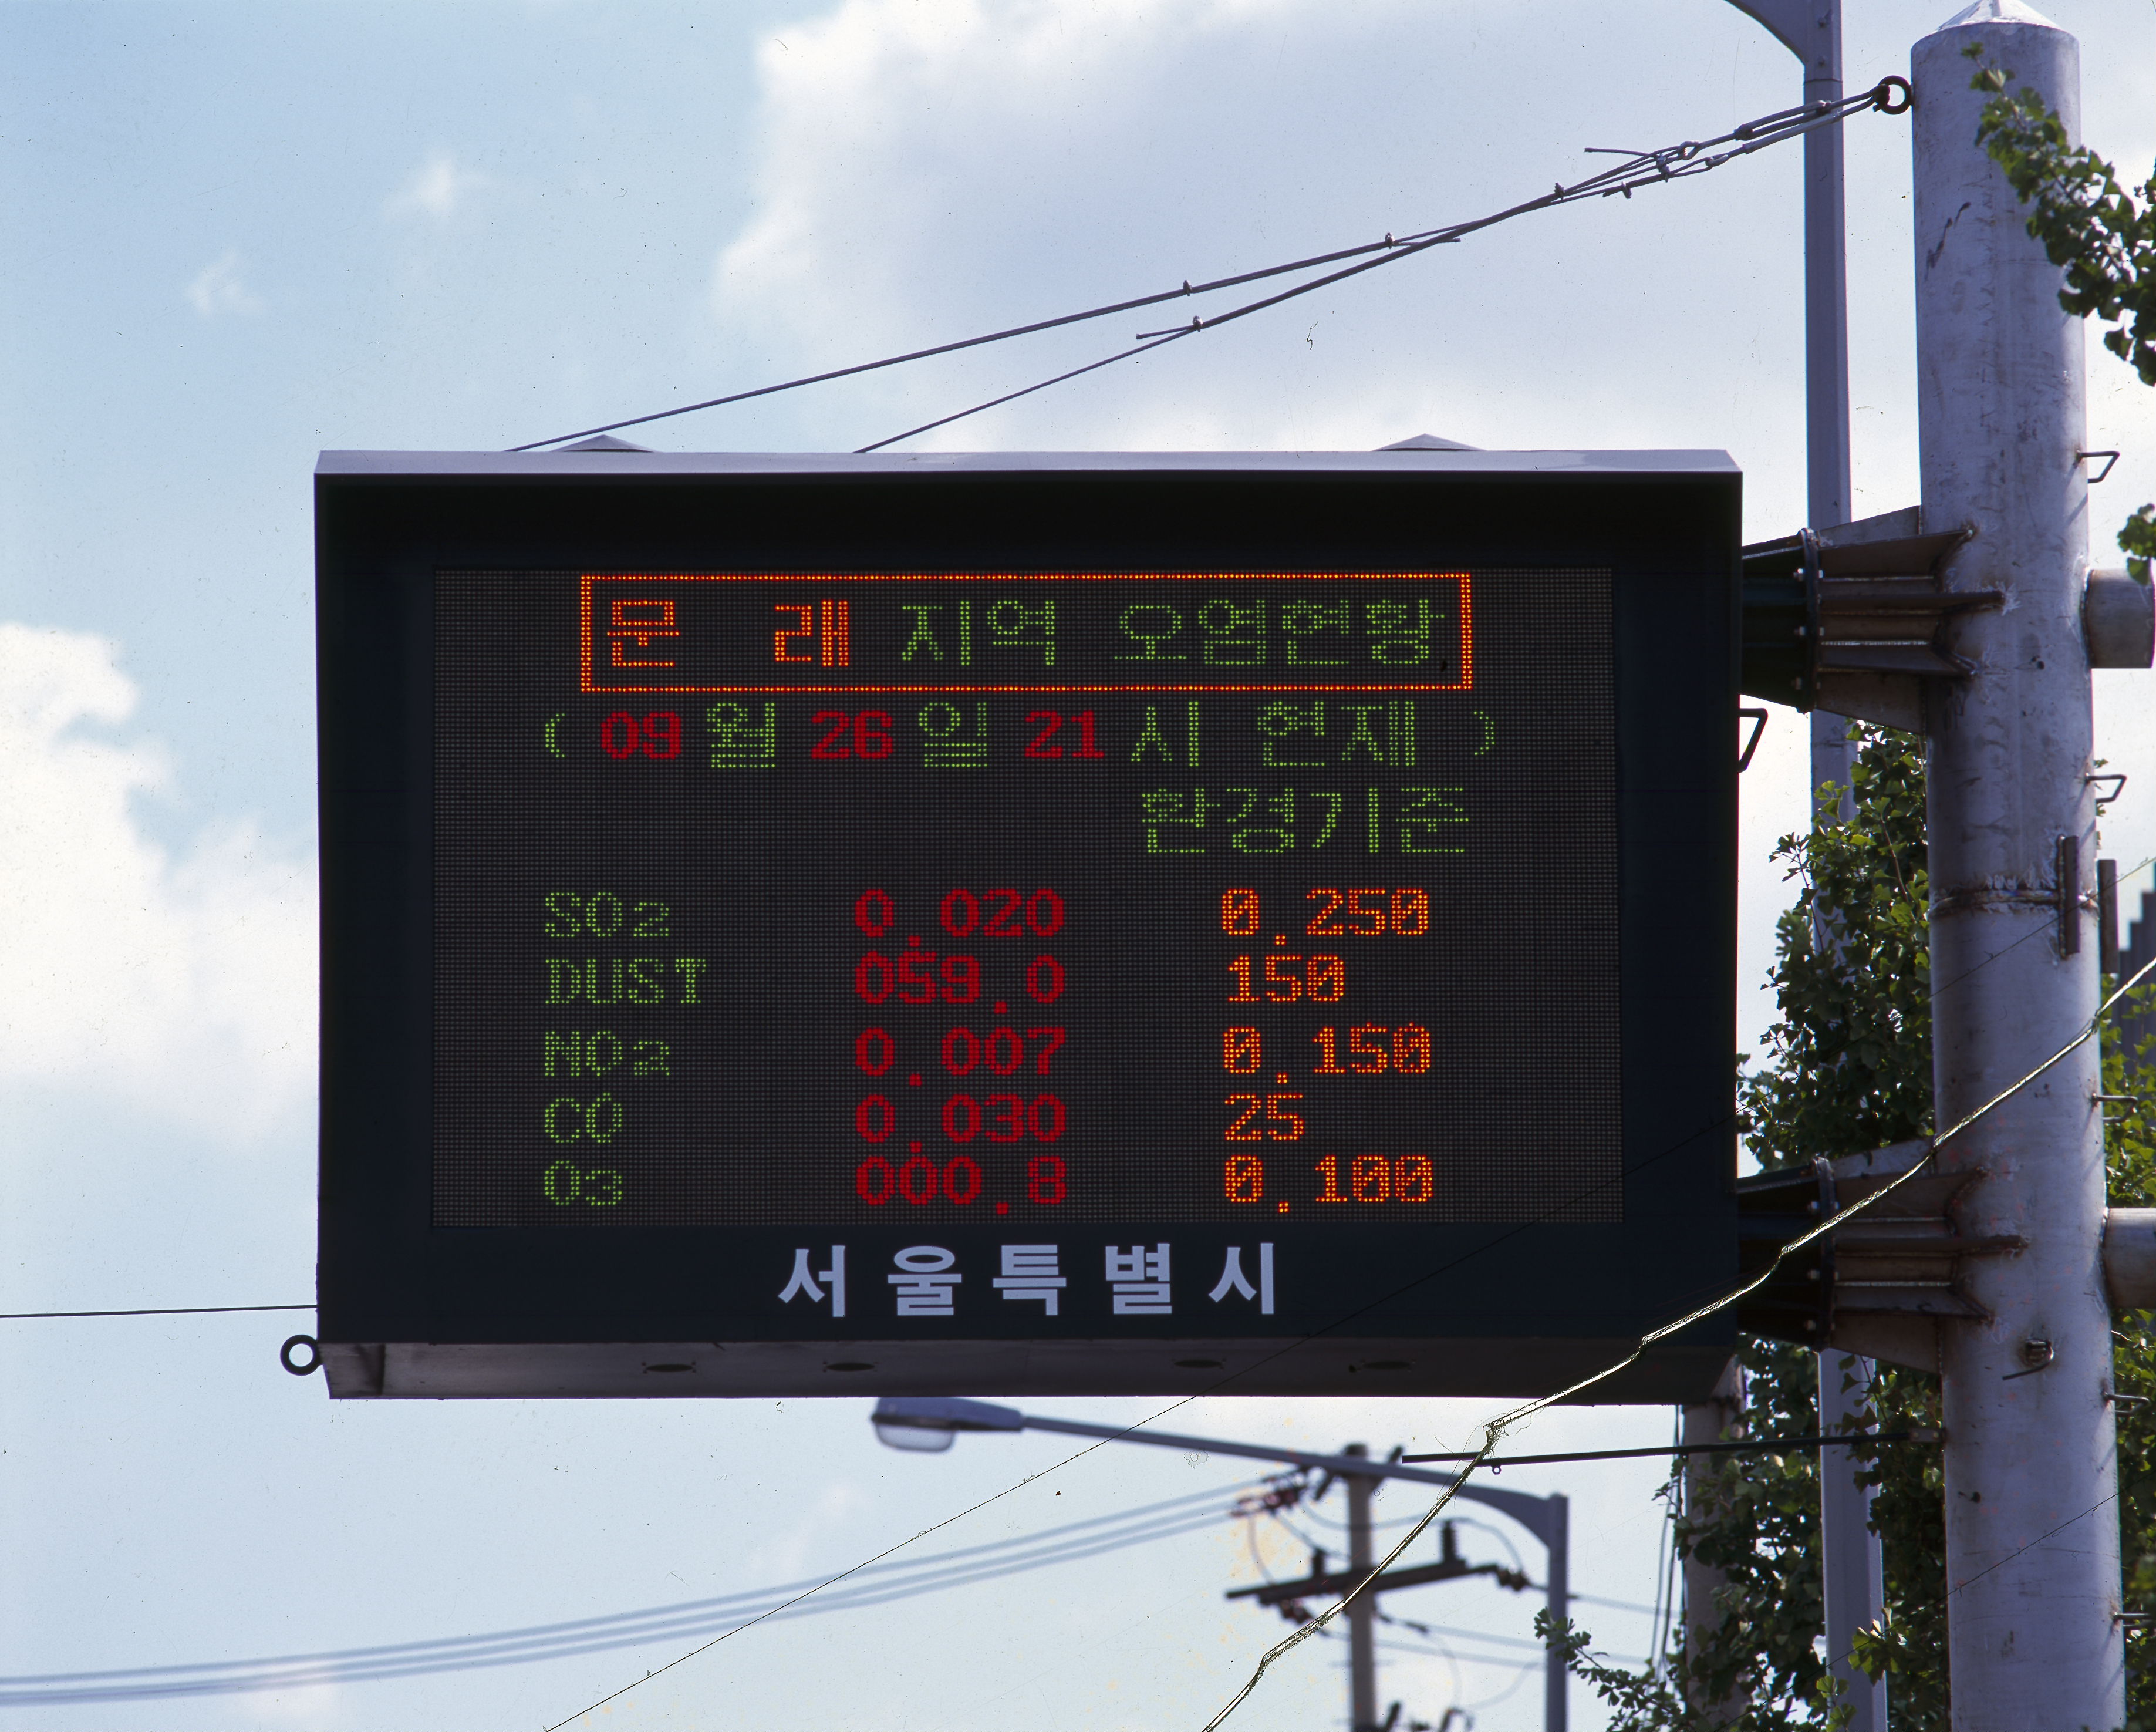 문 래 지역 오염현황
( 09 월 26 일 21 시 현재 )
환경기준
SO₂ 0.020 0.250
DUST 059.0 150
NO₂ 0.007 0.150
CO 0.030 25
O₃ 000.8 0.100
서울특별시